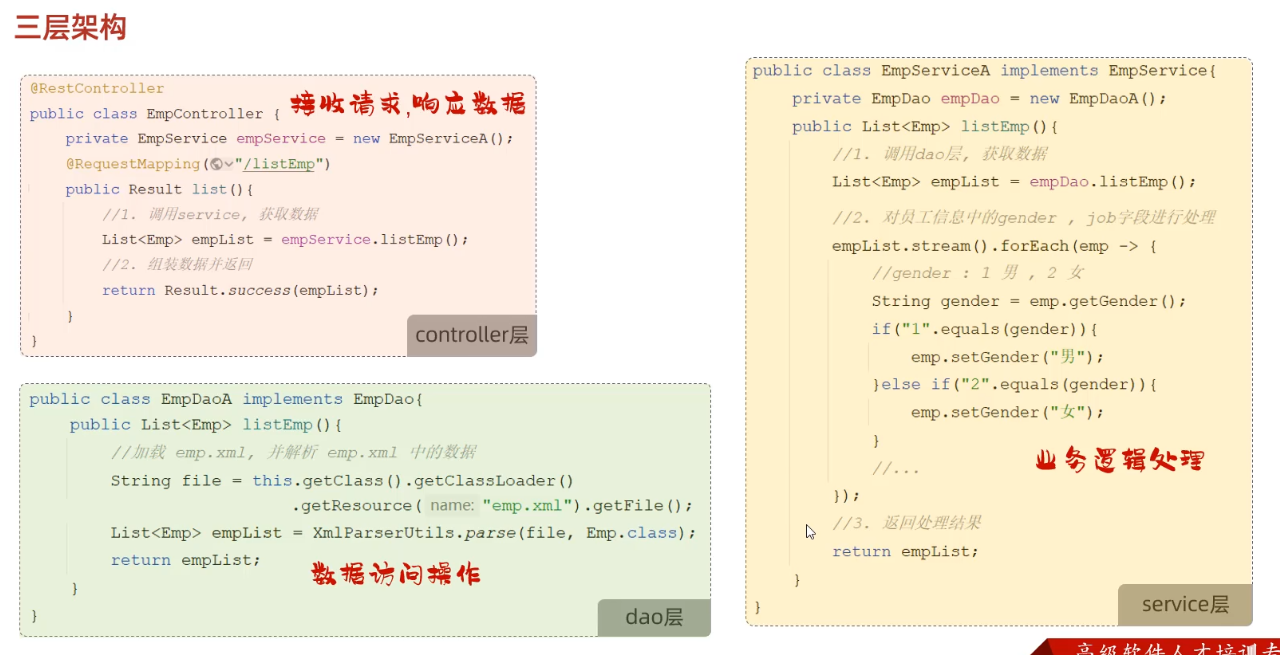 三层架构
@RestController
public class EmpController {
接收请求,响应数据
private EmpService empService = new EmpServiceA();
@RequestMapping("/listEmp")
public Result list(){
//1. 调用service, 获取数据
List<Emp> empList = empService.listEmp();
//2. 组装数据并返回
return Result.success(empList);
}
}
controller层
public class EmpDaoA implements EmpDao{
public List<Emp> listEmp(){
//加载 emp.xml, 并解析 emp.xml 中的数据
String file = this.getClass().getClassLoader()
.getResource( name: "emp.xml").getFile();
List<Emp> empList = XmlParserUtils.parse(file, Emp.class);
return empList;
数据访问操作
}
}
dao层
public class EmpServiceA implements EmpService{
private EmpDao empDao = new EmpDaoA();
public List<Emp> listEmp(){
//1. 调用dao层, 获取数据
List<Emp> empList = empDao.listEmp();
//2. 对员工信息中的gender , job字段进行处理
empList.stream().forEach(emp -> {
//gender : 1 男 , 2 女
String gender = emp.getGender();
if("1".equals(gender)){
emp.setGender("男");
}else if("2".equals(gender)){
emp.setGender("女");
}
业务逻辑处理
//...
});
//3. 返回处理结果
return empList;
}
}
service层
高级软件人才培训专